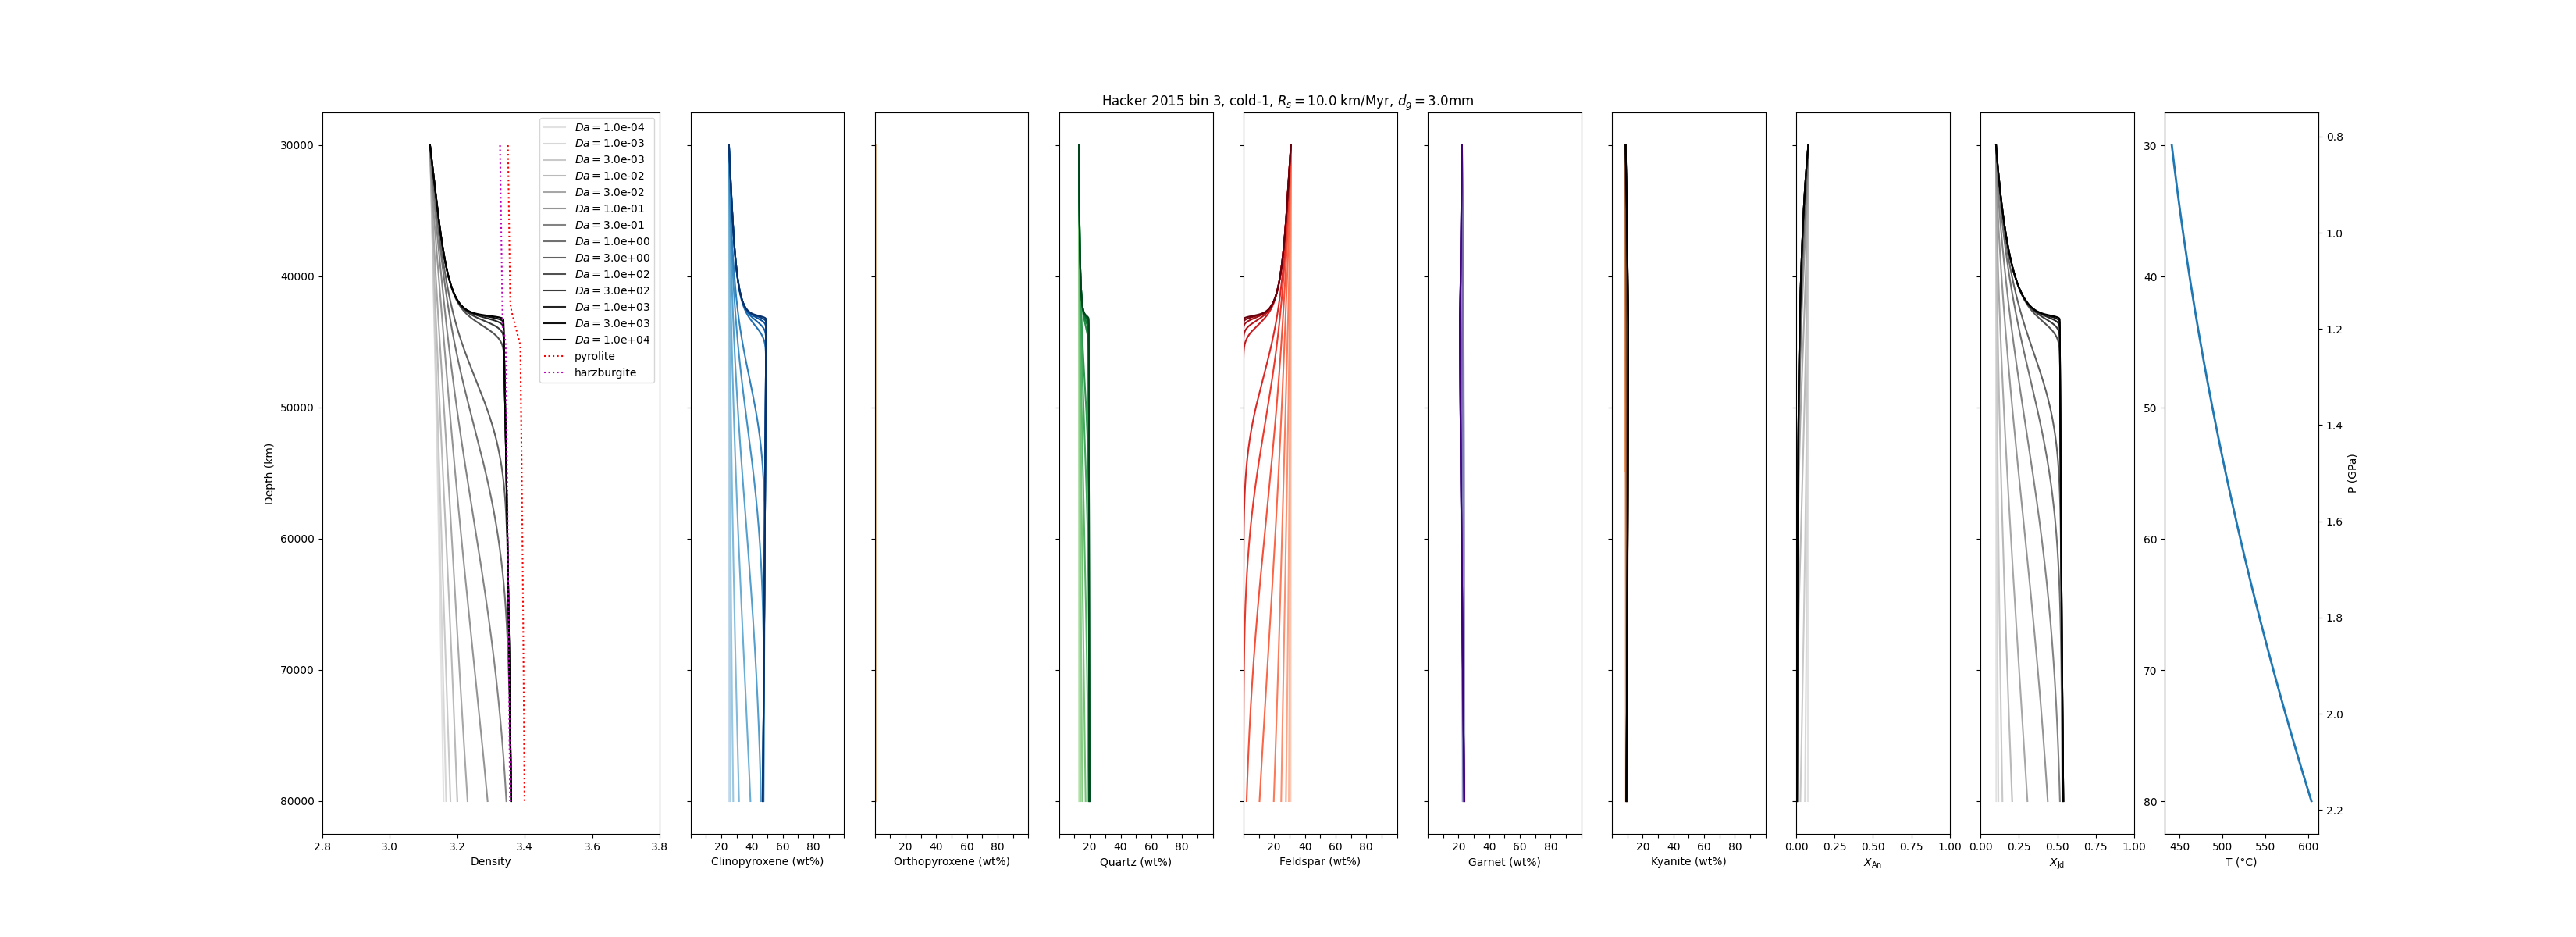 Hacker 2015 bin 3, cold-1, $R_s = 10.0$ km/Myr, $d_g = 3.0$mm
Depth (km)
30000
40000
50000
60000
70000
80000
Da = 1.0e-04
Da = 1.0e-03
Da = 3.0e-03
Da = 1.0e-02
Da = 3.0e-02
Da = 1.0e-01
Da = 3.0e-01
Da = 1.0e+00
Da = 3.0e+00
Da = 1.0e+02
Da = 3.0e+02
Da = 1.0e+03
Da = 3.0e+03
Da = 1.0e+04
pyrolite
harzburgite
2.8 3.0 3.2 3.4 3.6 3.8
Density
20 40 60 80
Clinopyroxene (wt%)
20 40 60 80
Orthopyroxene (wt%)
20 40 60 80
Quartz (wt%)
20 40 60 80
Feldspar (wt%)
20 40 60 80
Garnet (wt%)
20 40 60 80
Kyanite (wt%)
0.00 0.25 0.50 0.75 1.00
$X_{An}$
0.00 0.25 0.50 0.75 1.00
$X_{Jd}$
30
40
50
60
70
80
450 500 550 600
T (°C)
0.8
1.0
1.2
1.4
1.6
1.8
2.0
2.2
P (GPa)